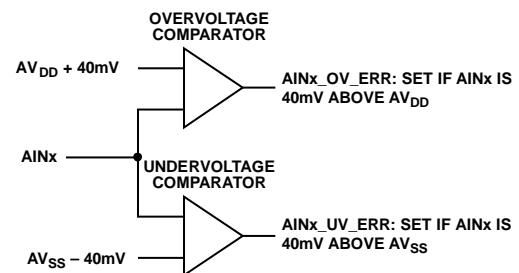 OVERVOLTAGE
COMPARATOR
AVDD + 40mV
AINx_OV_ERR: SET IF AINx IS
40mV ABOVE AVDD
AINx
UNDERVOLTAGE
COMPARATOR
AINx_UV_ERR: SET IF AINx IS
40mV ABOVE AVSS
AVSS – 40mV